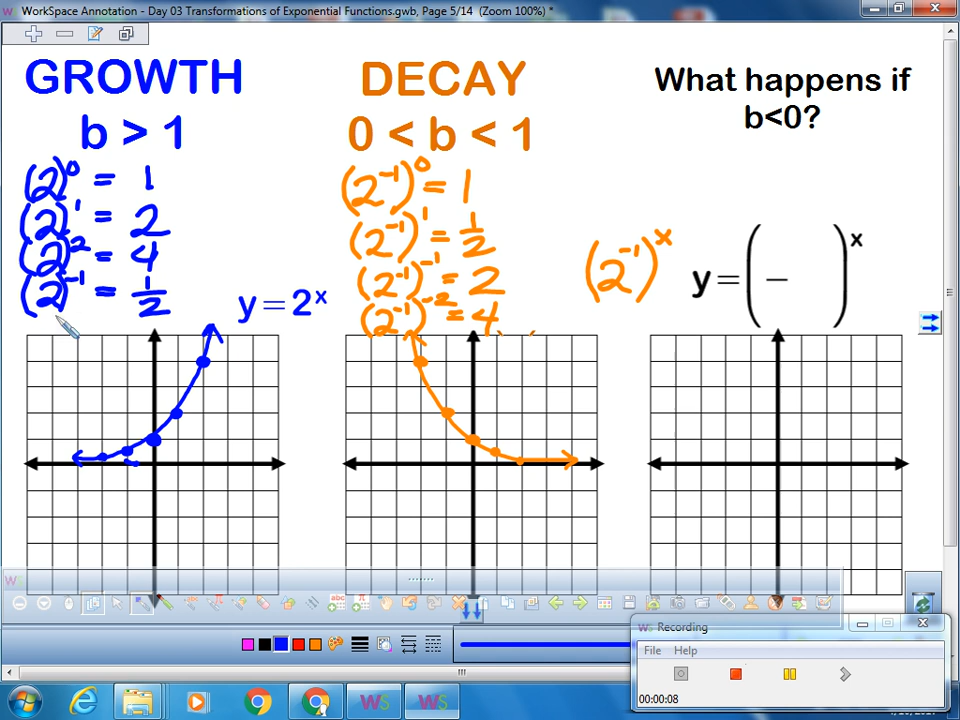 WorkSpace Annotation - Day 03 Transformations of Exponential Functions.gwb, Page 5/14 (Zoom 100%) *
GROWTH
b > 1
(2)^0 = 1
(2)^1 = 2
(2)^2 = 4
(2)^-1 = 1/2
y = 2^x
DECAY
0 < b < 1
(2^-1)^0 = 1
(2^-1)^1 = 1/2
(2^-1)^-1 = 2
(2^-1)^-2 = 4
What happens if
b<0?
(2^-1)^x
y = ( – )^x
Recording
File Help
00:00:08